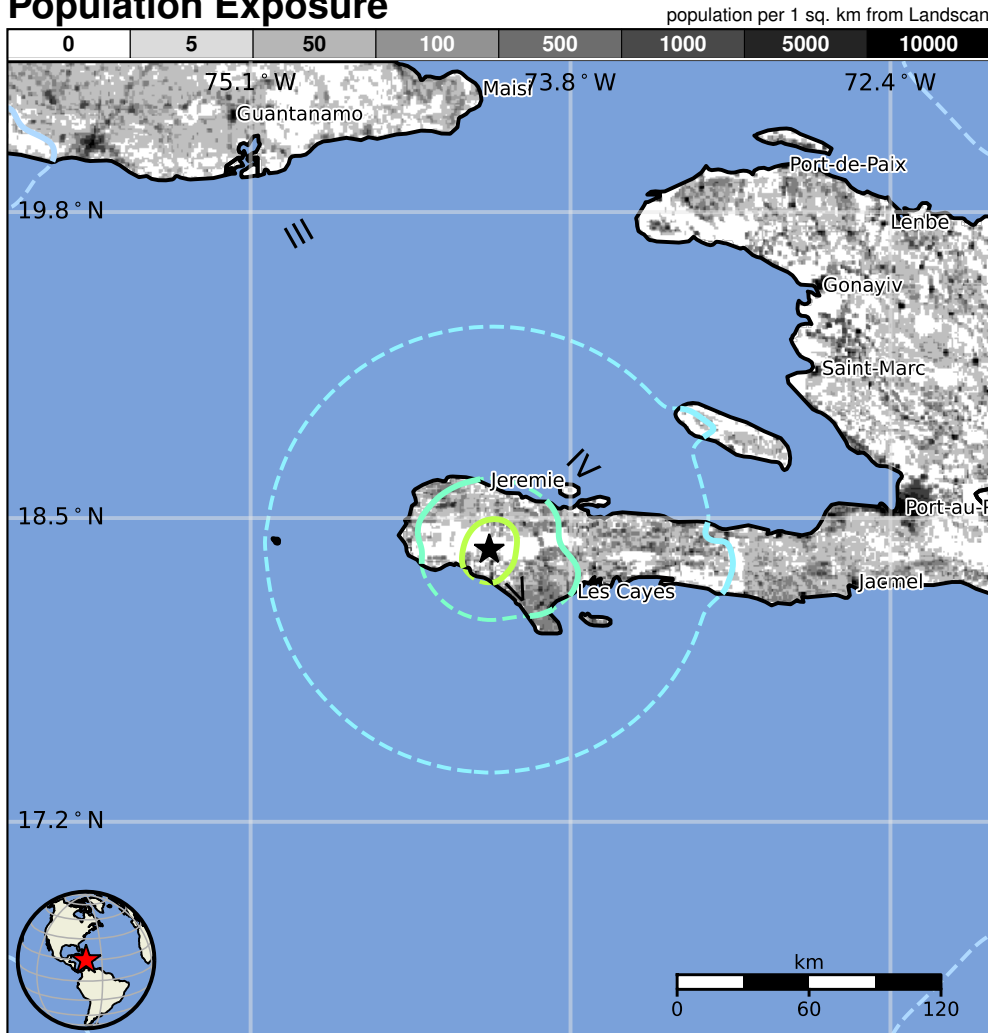 Population Exposure
population per 1 sq. km from Landscan
0 5 50 100 500 1000 5000 10000
75.1°W 73.8°W 72.4°W
Maisi
Guantanamo
Port-de-Paix
19.8°N
Lenbe
III
Gonayiv
Saint-Marc
IV
Jeremie
18.5°N
Port-au-P
Jacmel
V
Les Cayes
17.2°N
km
0 60 120